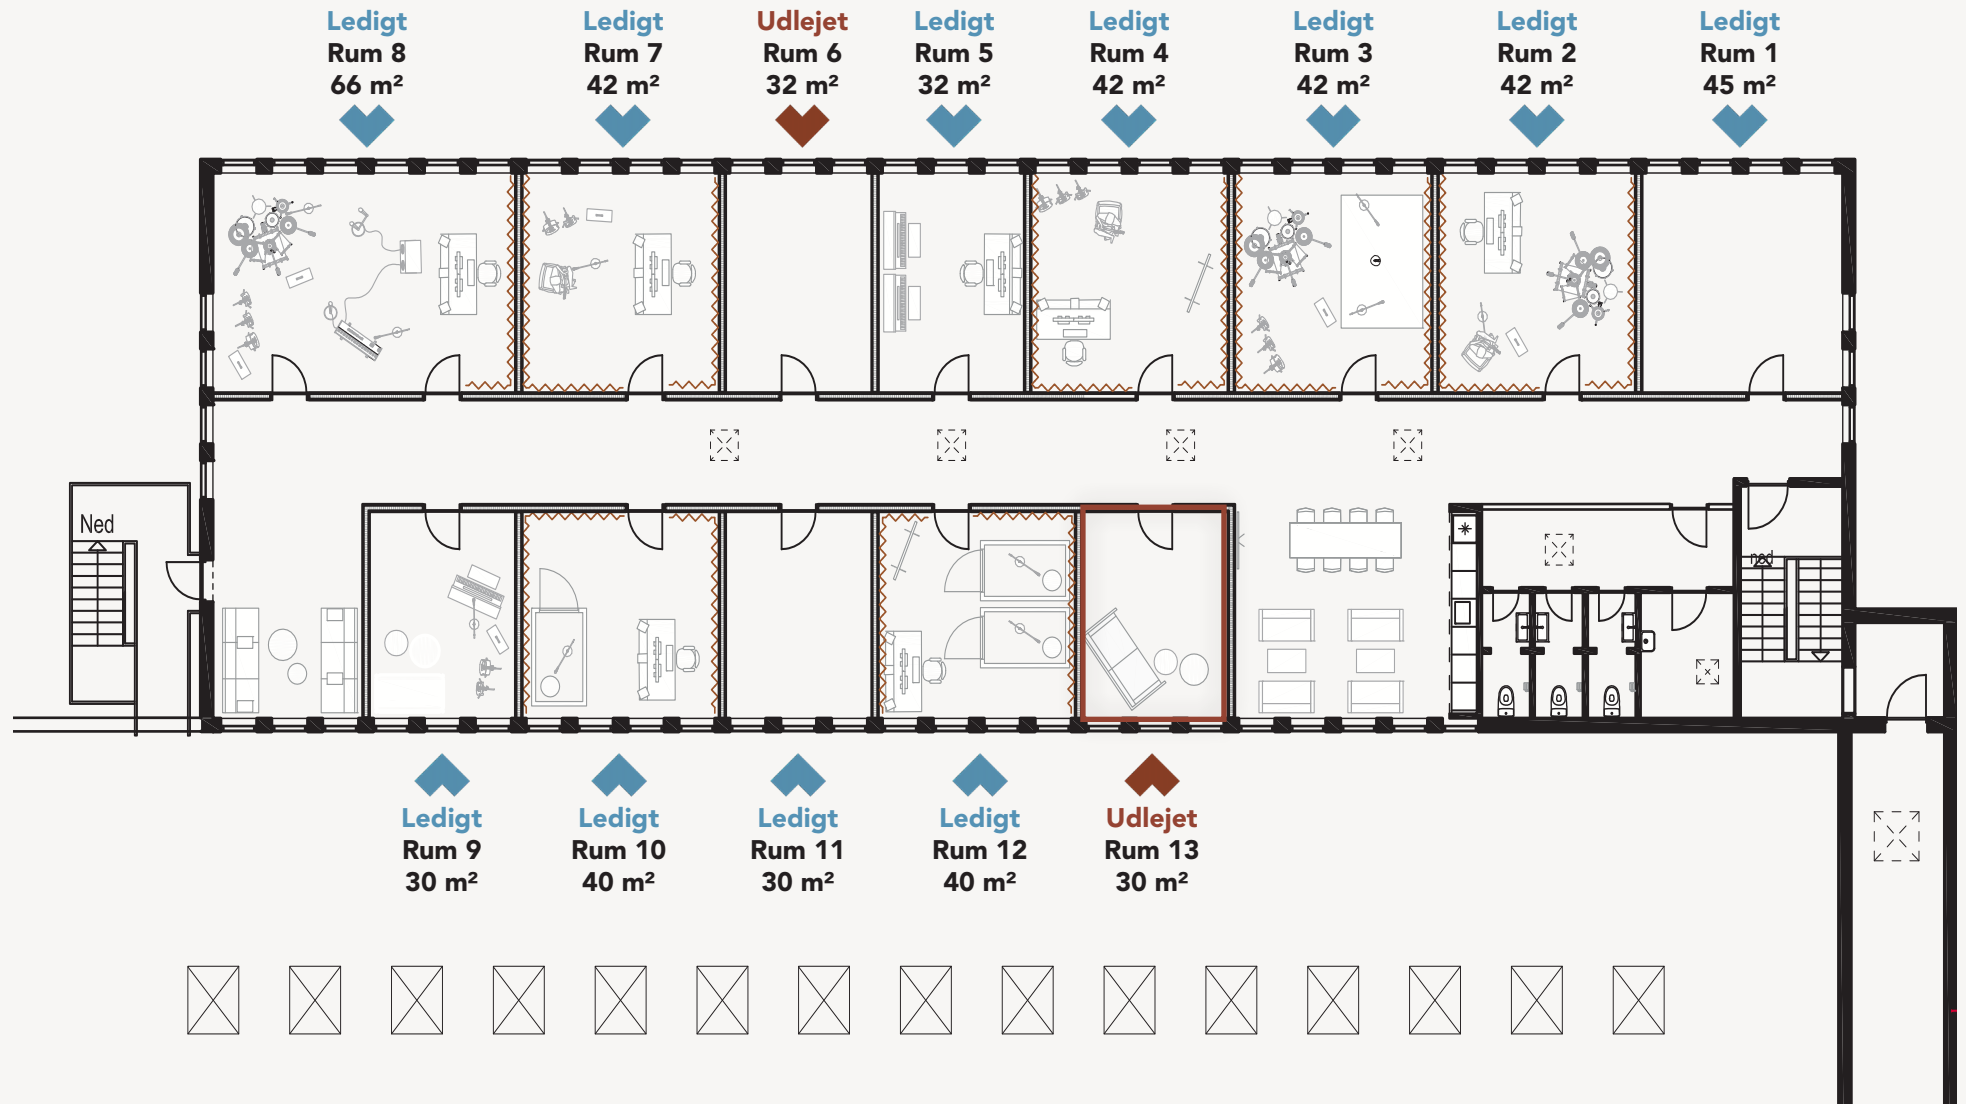 Ledigt
Rum 8
66 m²
Ledigt
Rum 7
42 m²
Udlejet
Rum 6
32 m²
Ledigt
Rum 5
32 m²
Ledigt
Rum 4
42 m²
Ledigt
Rum 3
42 m²
Ledigt
Rum 2
42 m²
Ledigt
Rum 1
45 m²
Ned
ned
Ledigt
Rum 9
30 m²
Ledigt
Rum 10
40 m²
Ledigt
Rum 11
30 m²
Ledigt
Rum 12
40 m²
Udlejet
Rum 13
30 m²